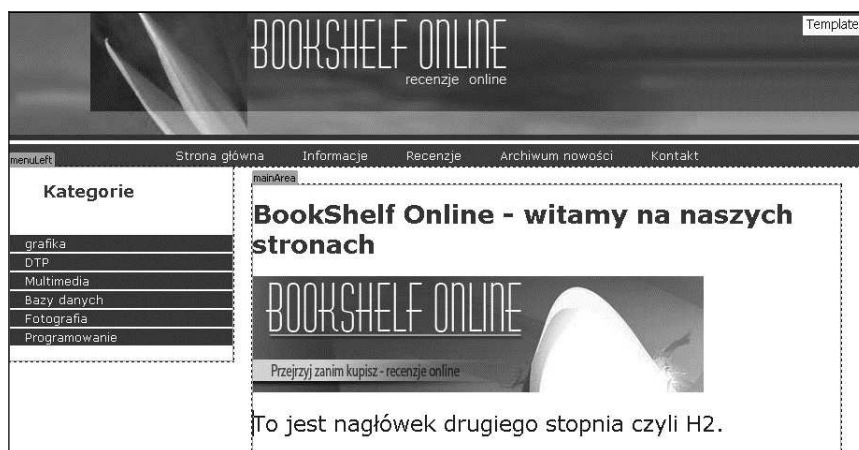 BOOKSHELF ONLINE
recenzje online
Template
menuLeft
Strona główna Informacje Recenzje Archiwum nowości Kontakt
Kategorie
grafika
DTP
Multimedia
Bazy danych
Fotografia
Programowanie
mainArea
BookShelf Online - witamy na naszych
stronach
BOOKSHELF ONLINE
Przejrzyj zanim kupisz - recenzje online
To jest nagłówek drugiego stopnia czyli H2.